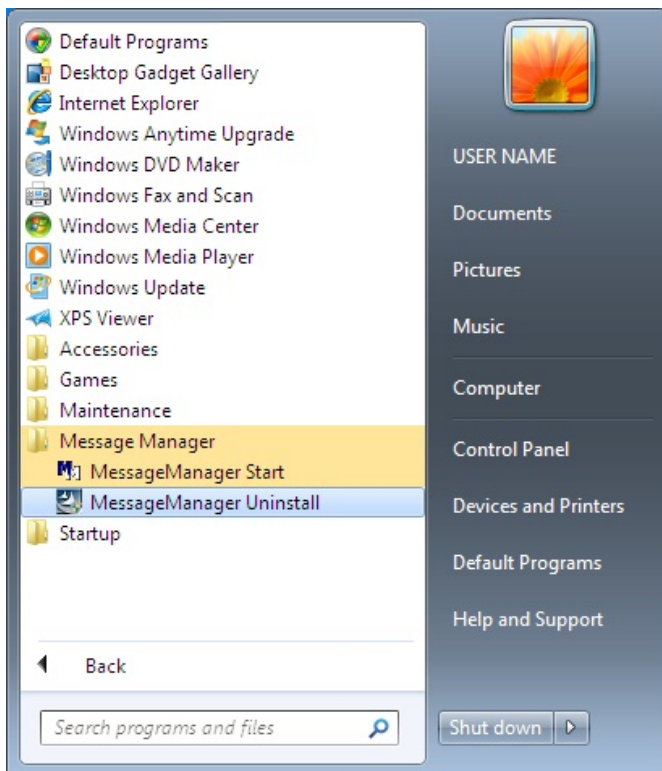 Default Programs
Desktop Gadget Gallery
Internet Explorer
Windows Anytime Upgrade
Windows DVD Maker
Windows Fax and Scan
Windows Media Center
Windows Media Player
Windows Update
XPS Viewer
Accessories
Games
Maintenance
Message Manager
MessageManager Start
MessageManager Uninstall
Startup
Back
Search programs and files
USER NAME
Documents
Pictures
Music
Computer
Control Panel
Devices and Printers
Default Programs
Help and Support
Shut down